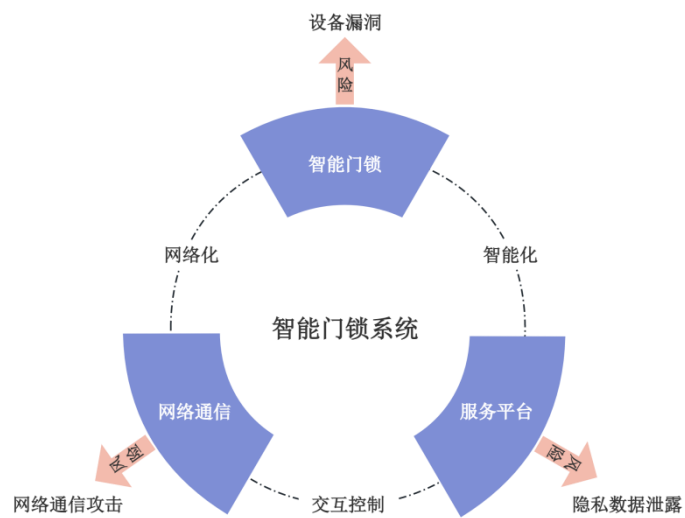 设备漏洞
风险
智能门锁
网络化
智能化
智能门锁系统
网络通信
服务平台
风险
风险
网络通信攻击
交互控制
隐私数据泄露